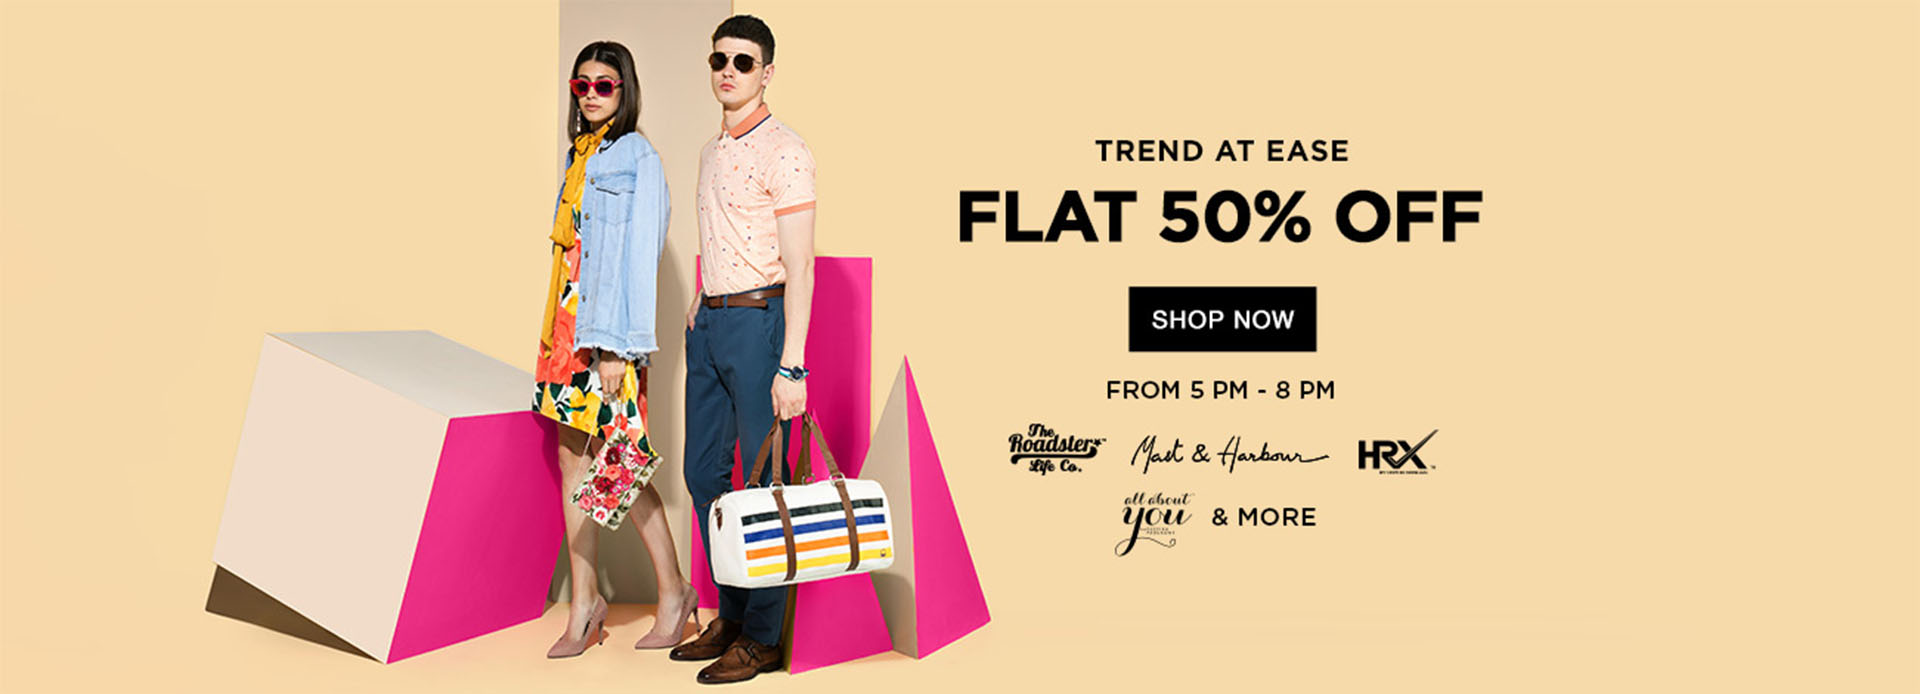 TREND AT EASE
FLAT 50% OFF
SHOP NOW
FROM 5 PM - 8 PM
The Roadster Life Co.
Mast & Harbour
HRX
all about you
& MORE